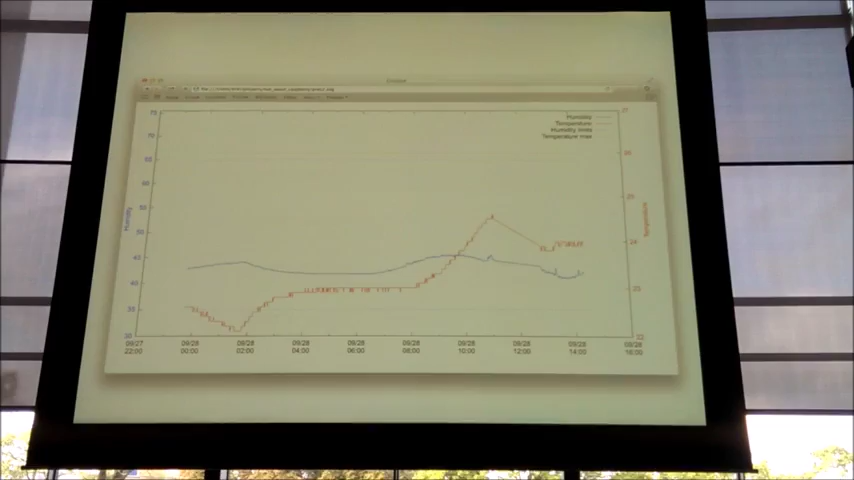 Humidity
Temperature
Humidity limits
Temperature max
75
70
65
60
55
50
45
40
35
30
Humidity
27
26
25
24
23
22
Temperature
09/27 09/28 09/28 09/28 09/28 09/28 09/28 09/28 09/28 09/28
22:00 00:00 02:00 04:00 06:00 08:00 10:00 12:00 14:00 16:00